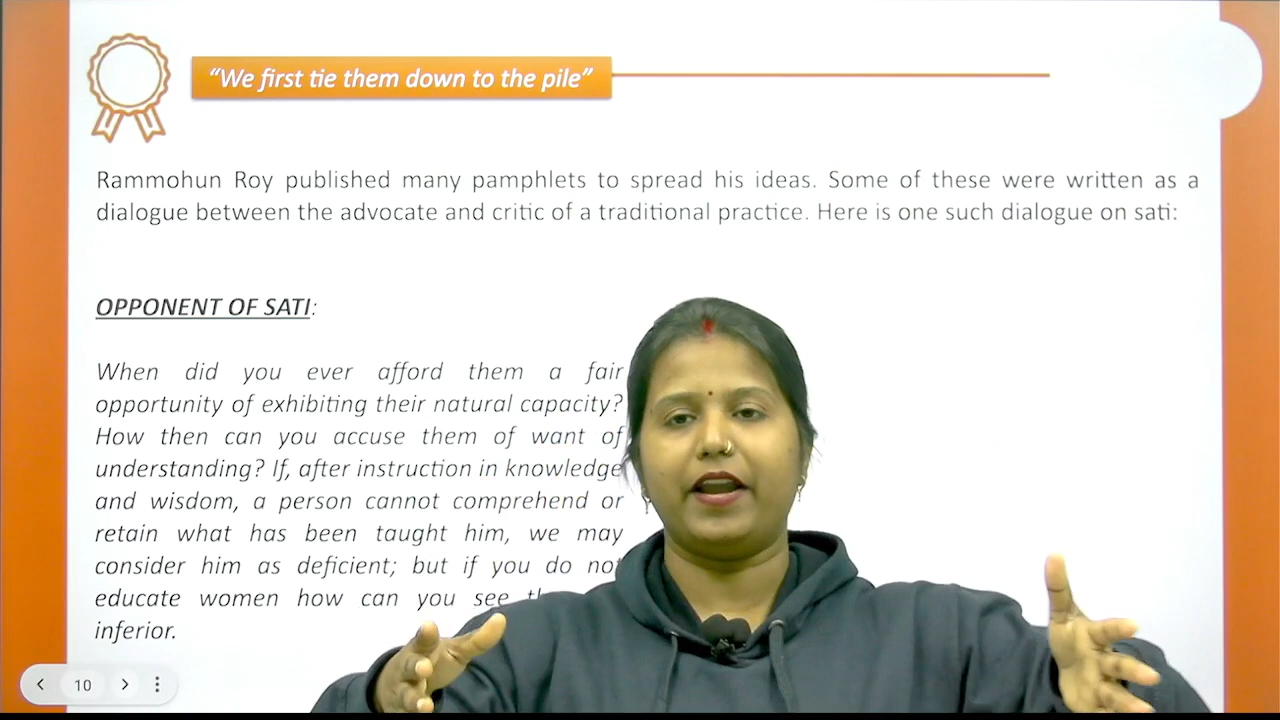 “We first tie them down to the pile”
Rammohun Roy published many pamphlets to spread his ideas. Some of these were written as a
dialogue between the advocate and critic of a traditional practice. Here is one such dialogue on sati:
OPPONENT OF SATI:
When did you ever afford them a fair
opportunity of exhibiting their natural capacity?
How then can you accuse them of want of
understanding? If, after instruction in knowledge
and wisdom, a person cannot comprehend or
retain what has been taught him, we may
consider him as deficient; but if you do not
educate women how can you see
inferior.
10